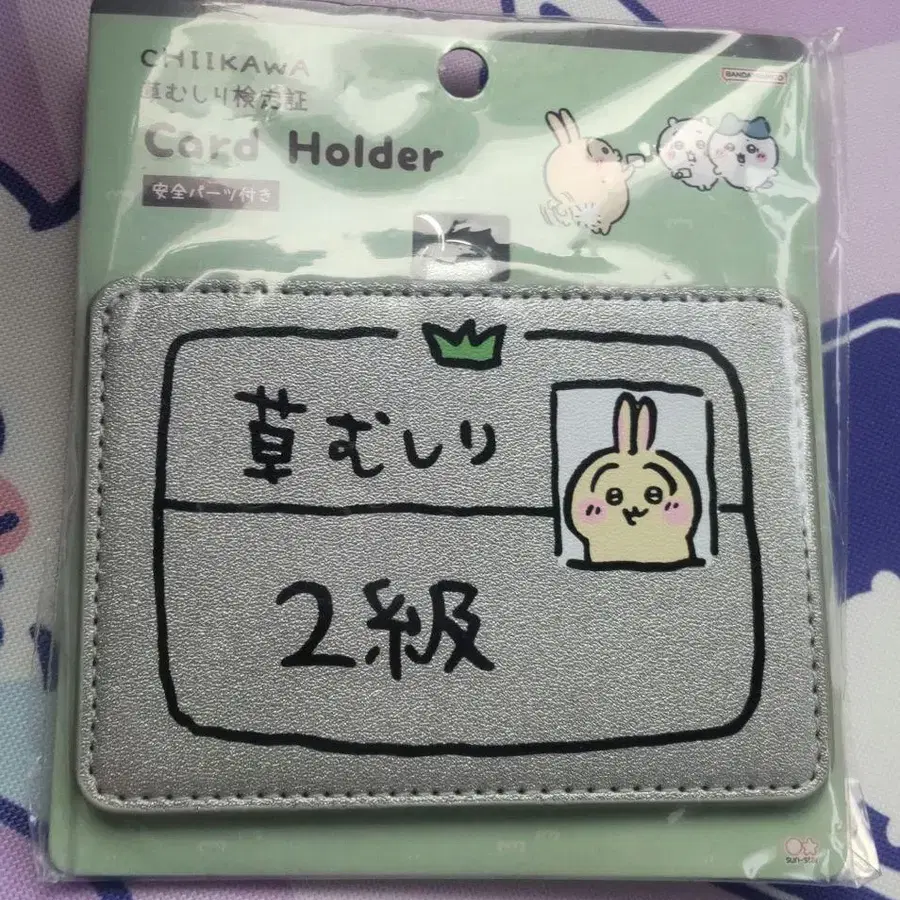 CHIIKAWA
草むしり検定証
Card Holder
安全パーツ付き
BANDAI NAMCO
草むしり
2級
sun-star